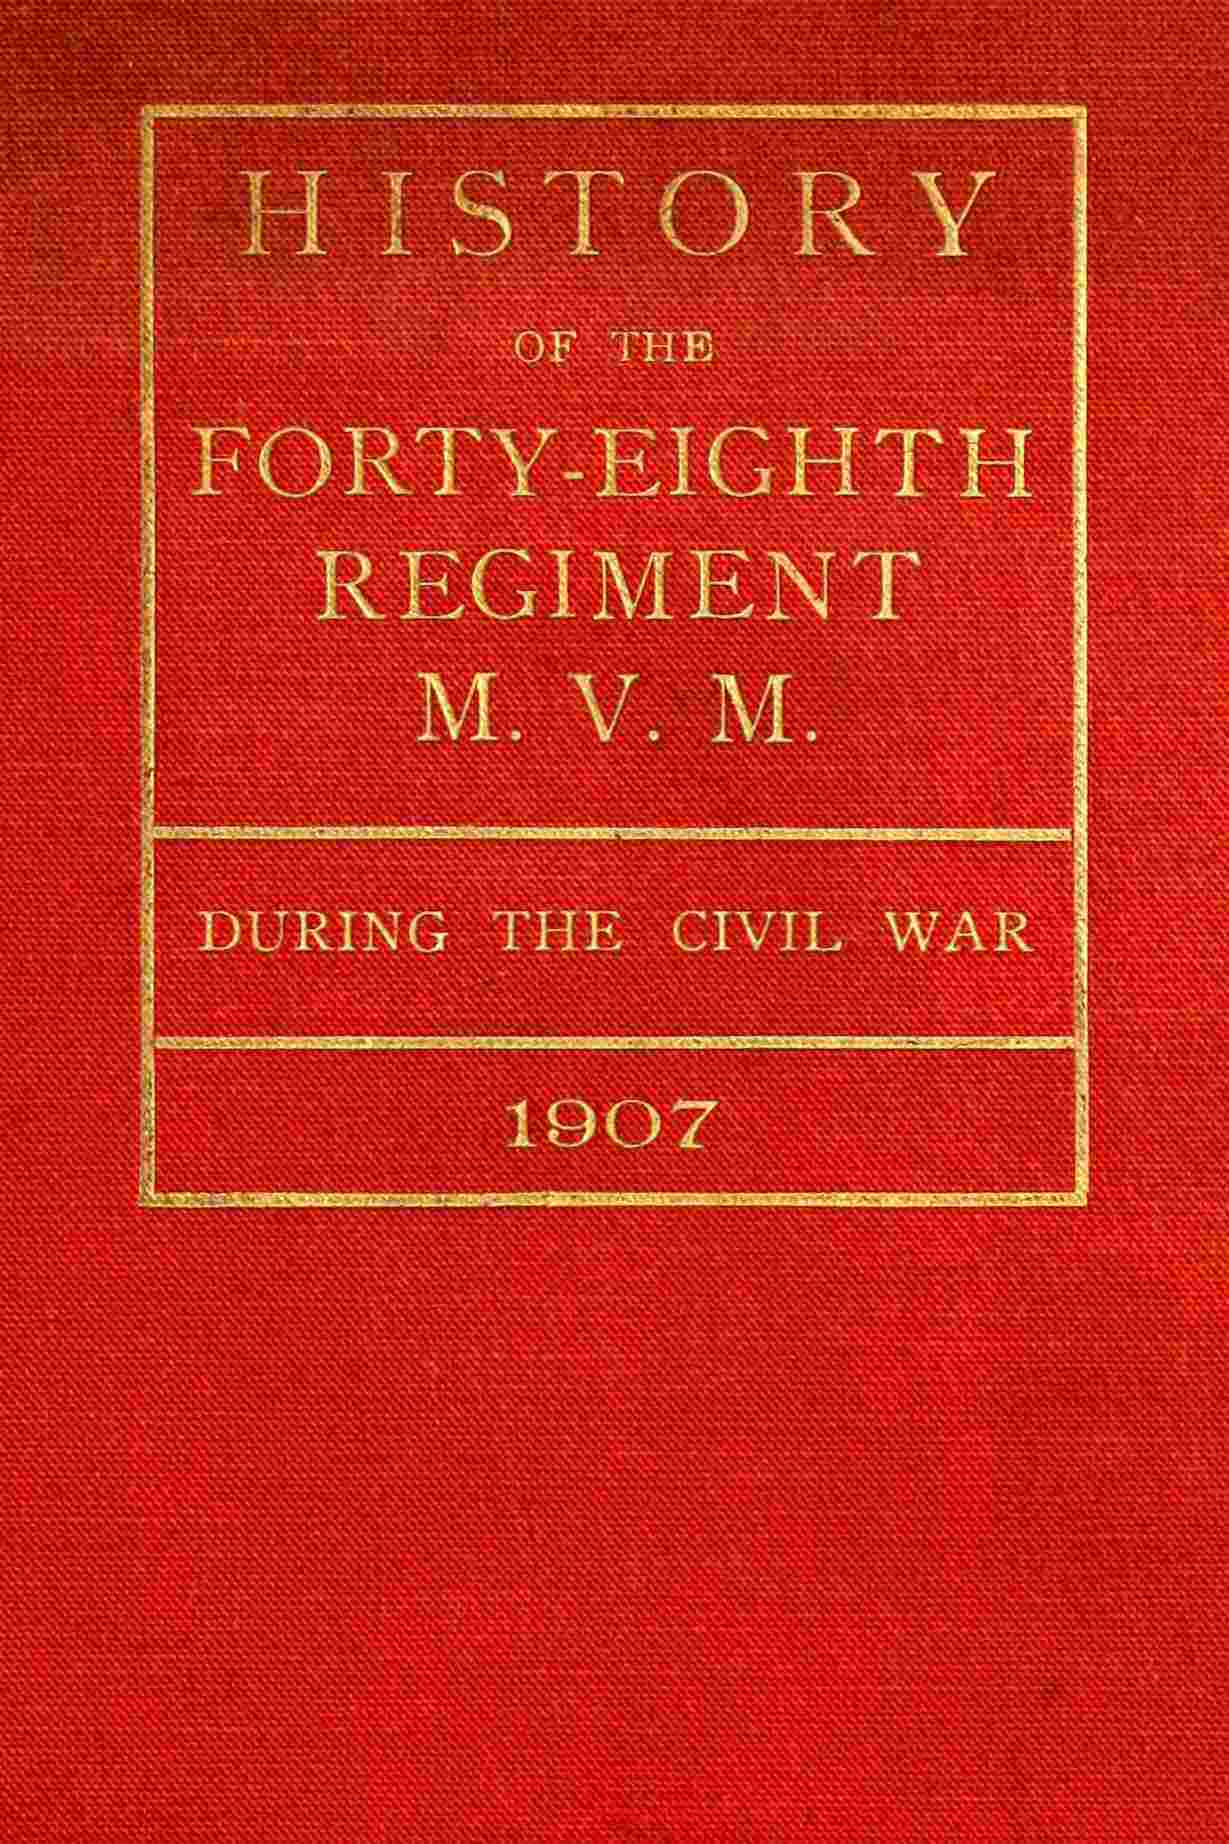 HISTORY
OF THE
FORTY-EIGHTH
REGIMENT
M. V. M.
DURING THE CIVIL WAR
1907